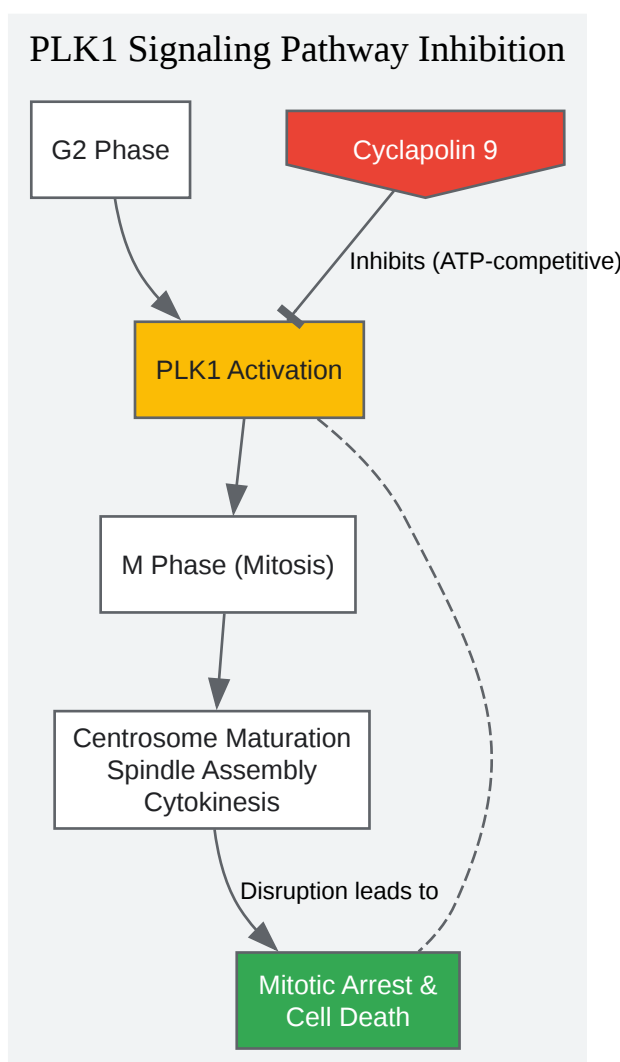 PLK1 Signaling Pathway Inhibition
G2 Phase
Cyclapolin 9
Inhibits (ATP-competitive)
PLK1 Activation
M Phase (Mitosis)
Centrosome Maturation
Spindle Assembly
Cytokinesis
Disruption leads to
Mitotic Arrest &
Cell Death